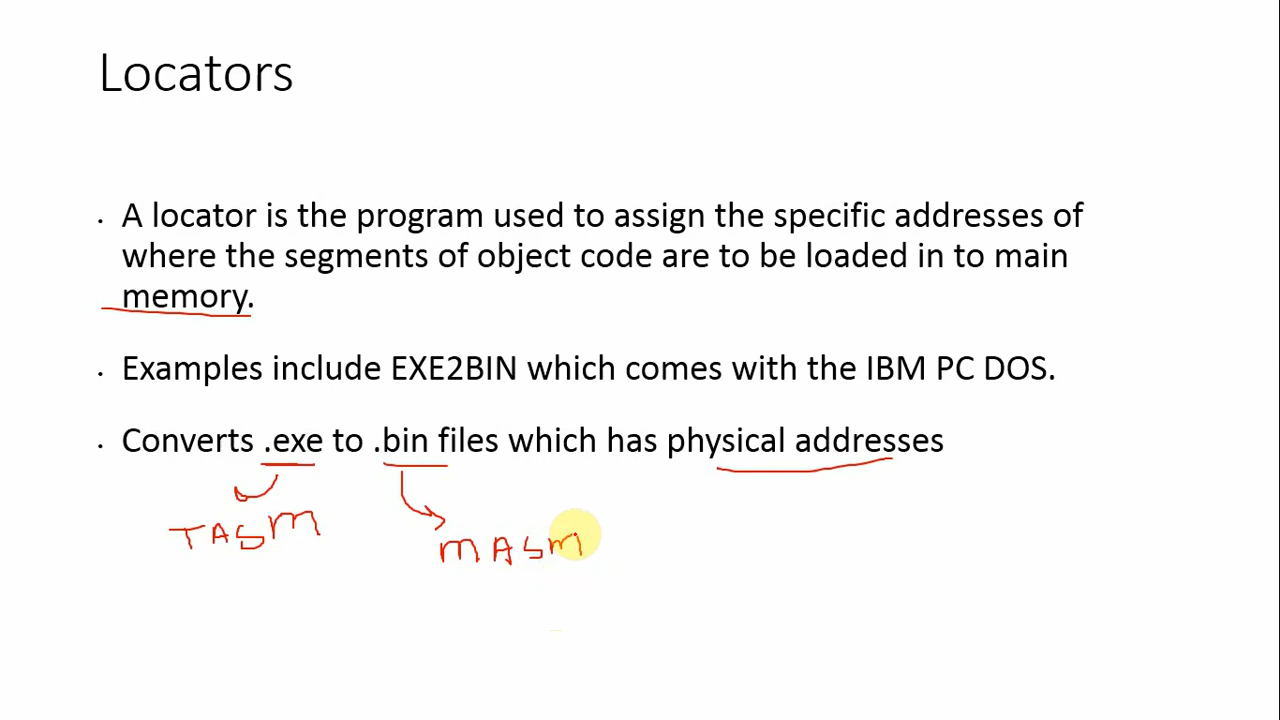 Locators
· A locator is the program used to assign the specific addresses of
where the segments of object code are to be loaded in to main
memory.
· Examples include EXE2BIN which comes with the IBM PC DOS.
· Converts .exe to .bin files which has physical addresses
TASM
MASM